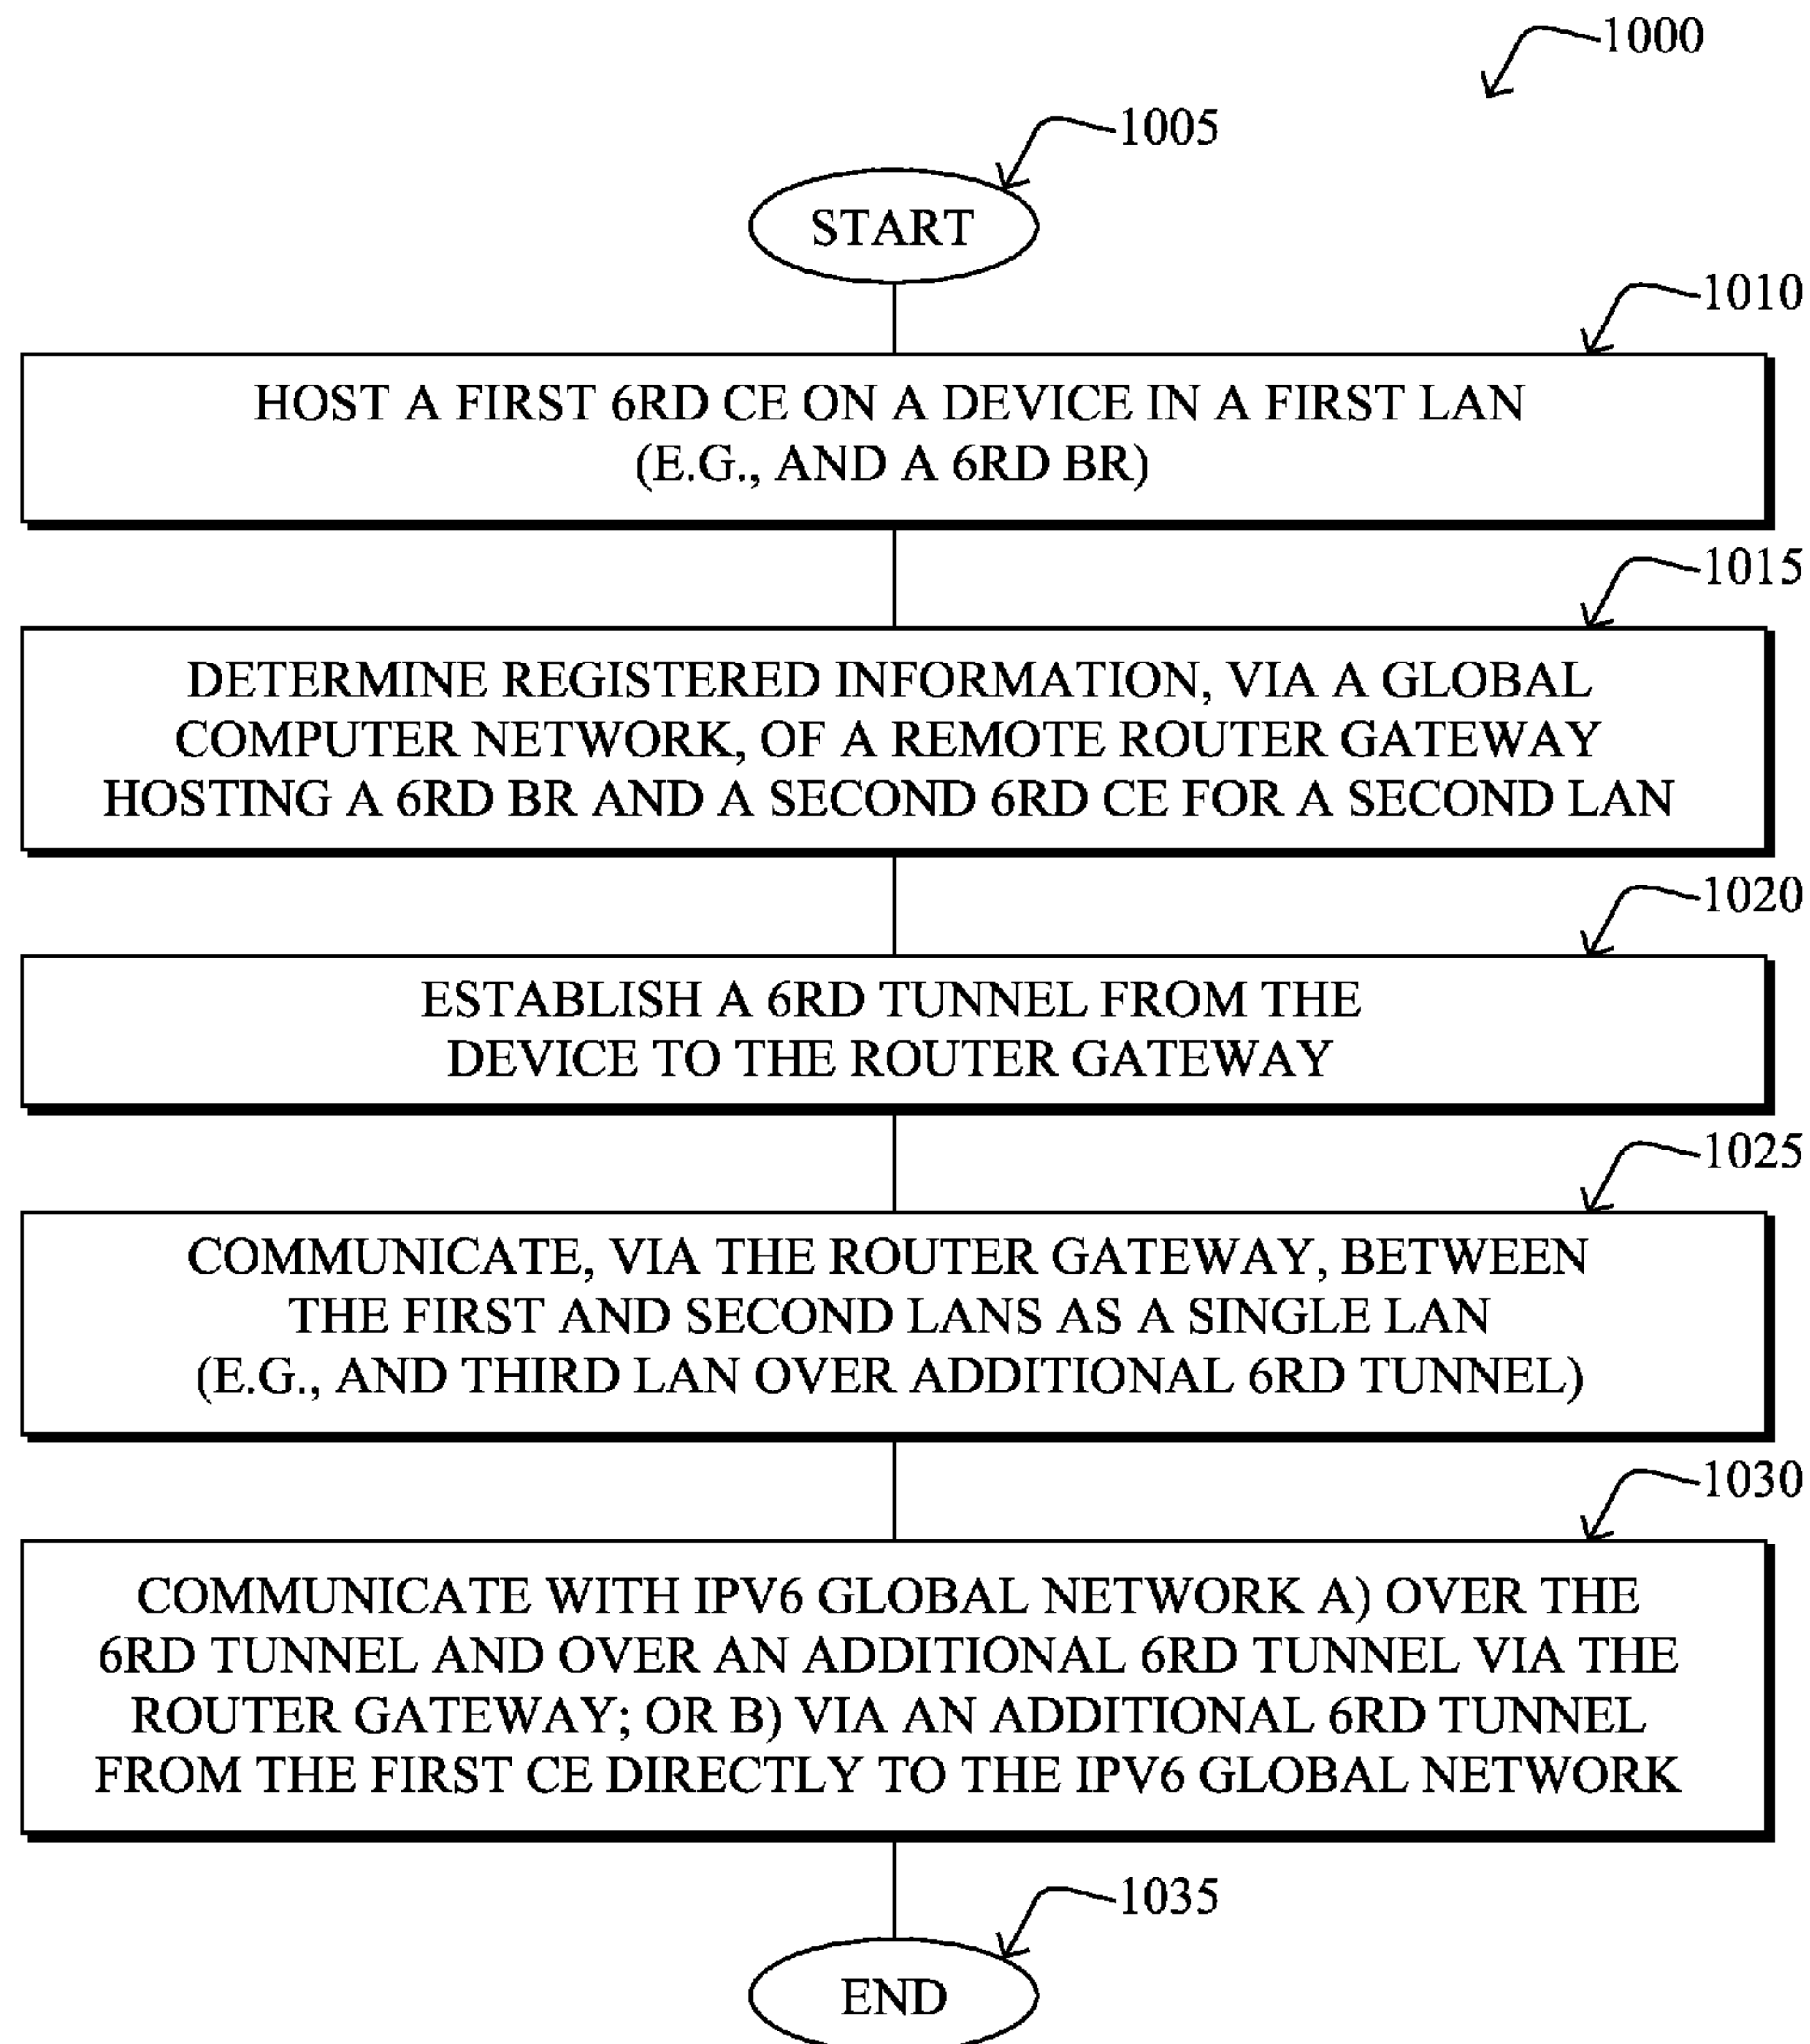 1000
1005
START
1010
HOST A FIRST 6RD CE ON A DEVICE IN A FIRST LAN
(E.G., AND A 6RD BR)
1015
DETERMINE REGISTERED INFORMATION, VIA A GLOBAL
COMPUTER NETWORK, OF A REMOTE ROUTER GATEWAY
HOSTING A 6RD BR AND A SECOND 6RD CE FOR A SECOND LAN
1020
ESTABLISH A 6RD TUNNEL FROM THE
DEVICE TO THE ROUTER GATEWAY
1025
COMMUNICATE, VIA THE ROUTER GATEWAY, BETWEEN
THE FIRST AND SECOND LANS AS A SINGLE LAN
(E.G., AND THIRD LAN OVER ADDITIONAL 6RD TUNNEL)
1030
COMMUNICATE WITH IPV6 GLOBAL NETWORK A) OVER THE
6RD TUNNEL AND OVER AN ADDITIONAL 6RD TUNNEL VIA THE
ROUTER GATEWAY; OR B) VIA AN ADDITIONAL 6RD TUNNEL
FROM THE FIRST CE DIRECTLY TO THE IPV6 GLOBAL NETWORK
1035
END